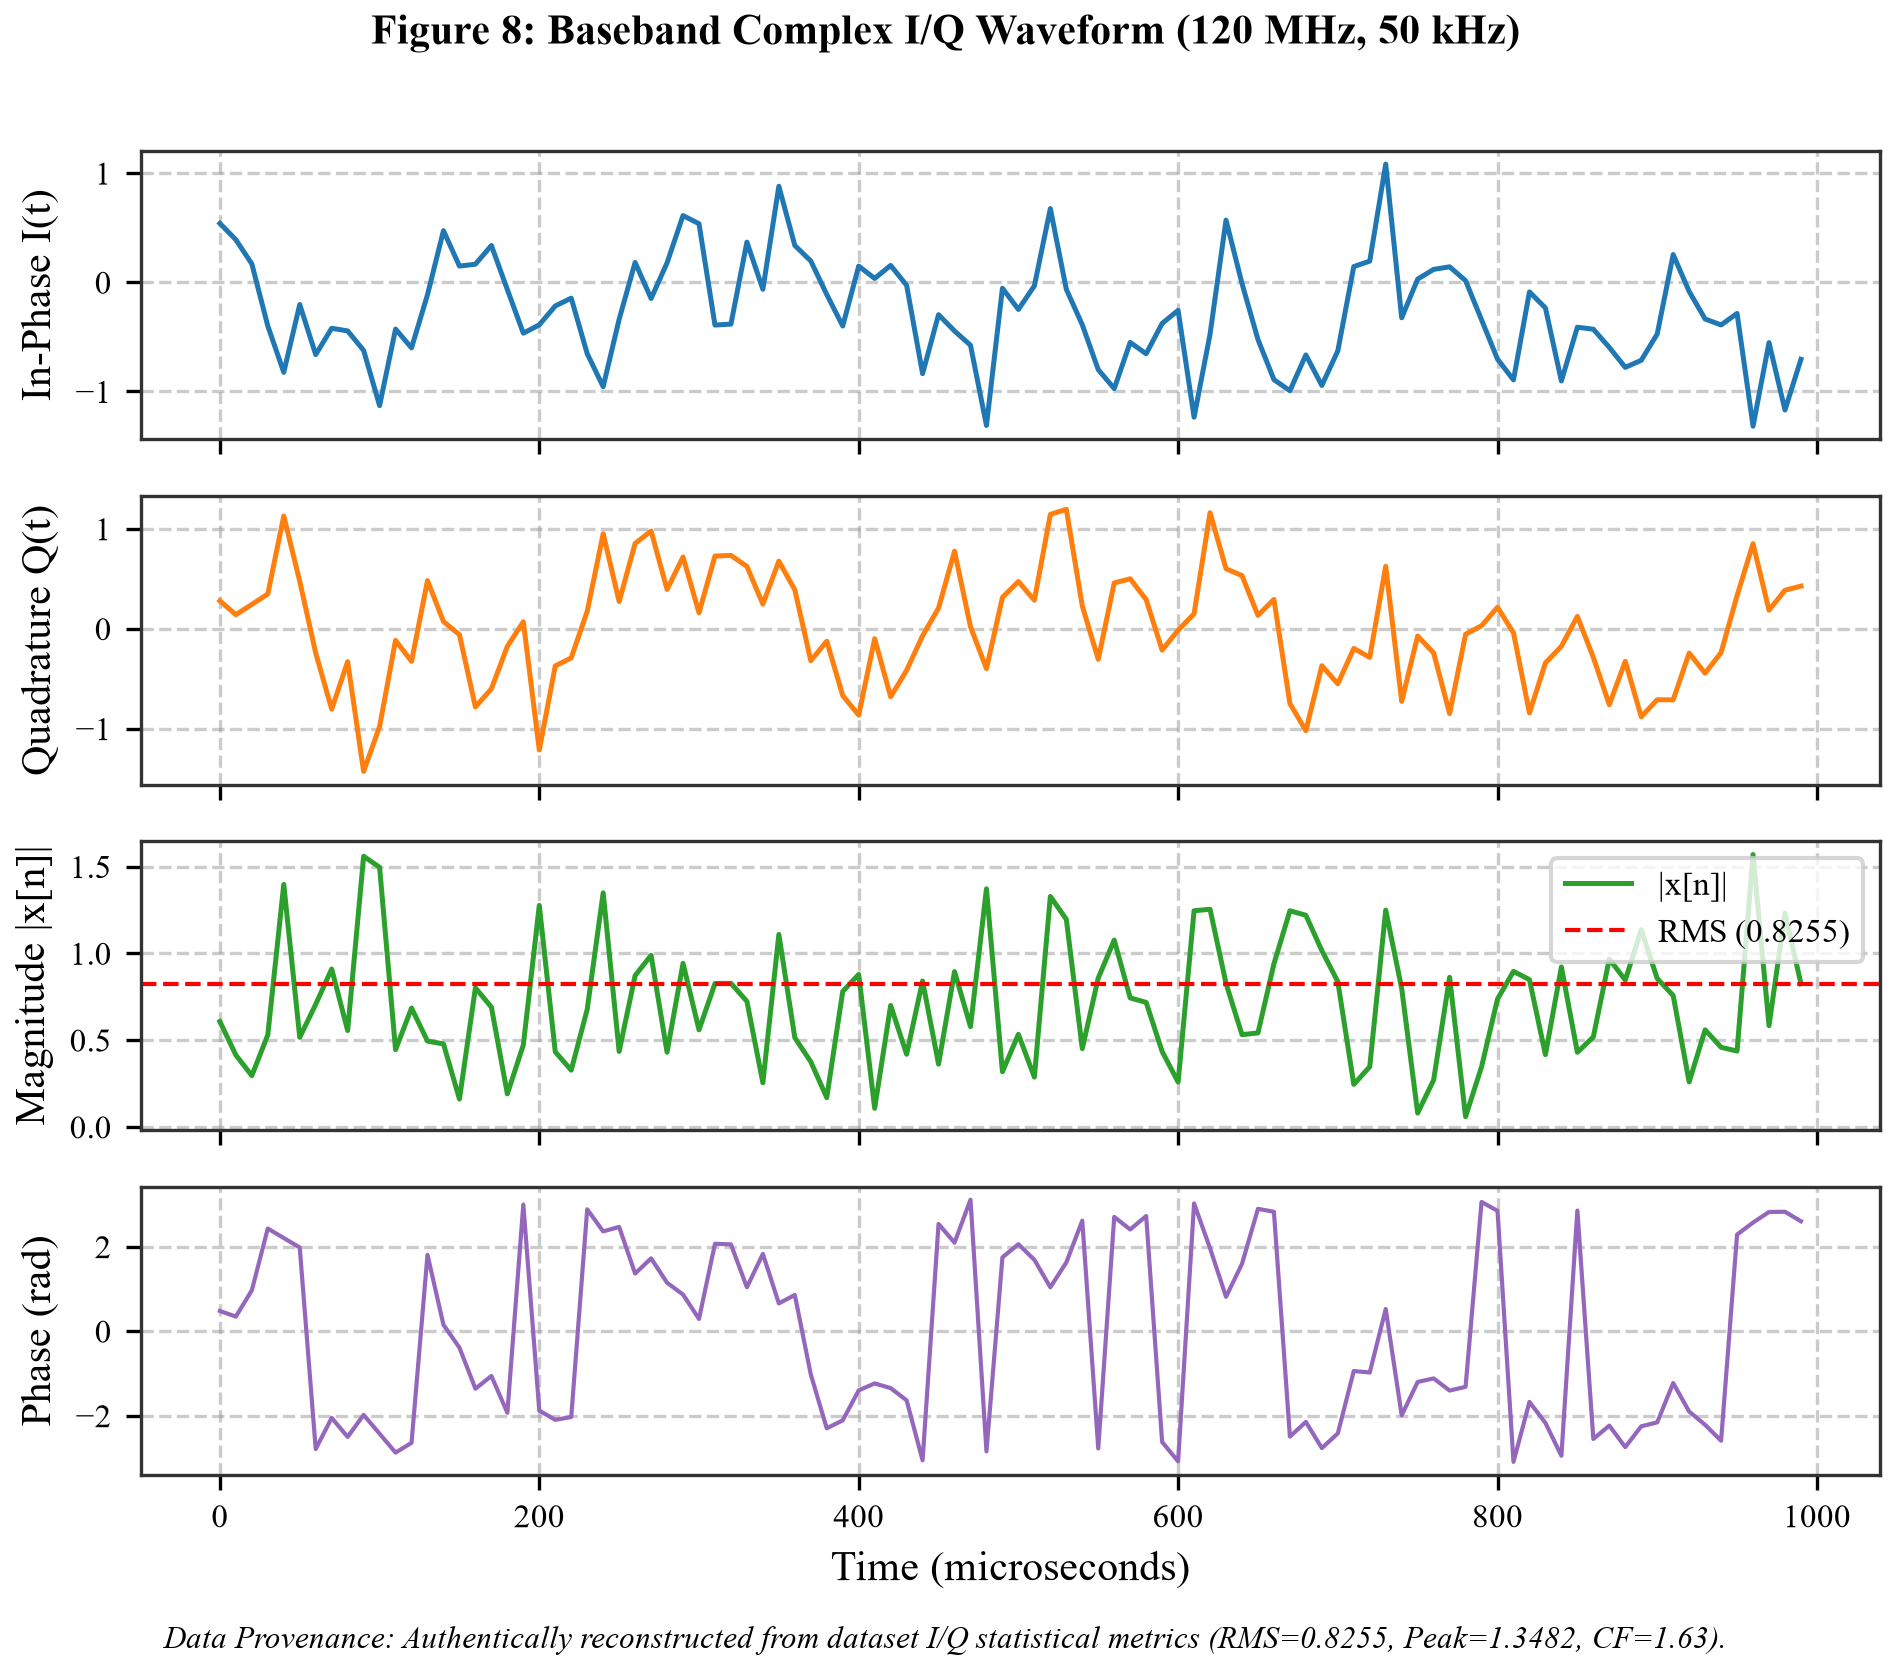 Figure 8: Baseband Complex I/Q Waveform (120 MHz, 50 kHz)
In-Phase I(t)
1
0
−1
Quadrature Q(t)
1
0
−1
Magnitude |x[n]|
1.5
1.0
0.5
0.0
|x[n]|
RMS (0.8255)
Phase (rad)
2
0
−2
0 200 400 600 800 1000
Time (microseconds)
Data Provenance: Authentically reconstructed from dataset I/Q statistical metrics (RMS=0.8255, Peak=1.3482, CF=1.63).